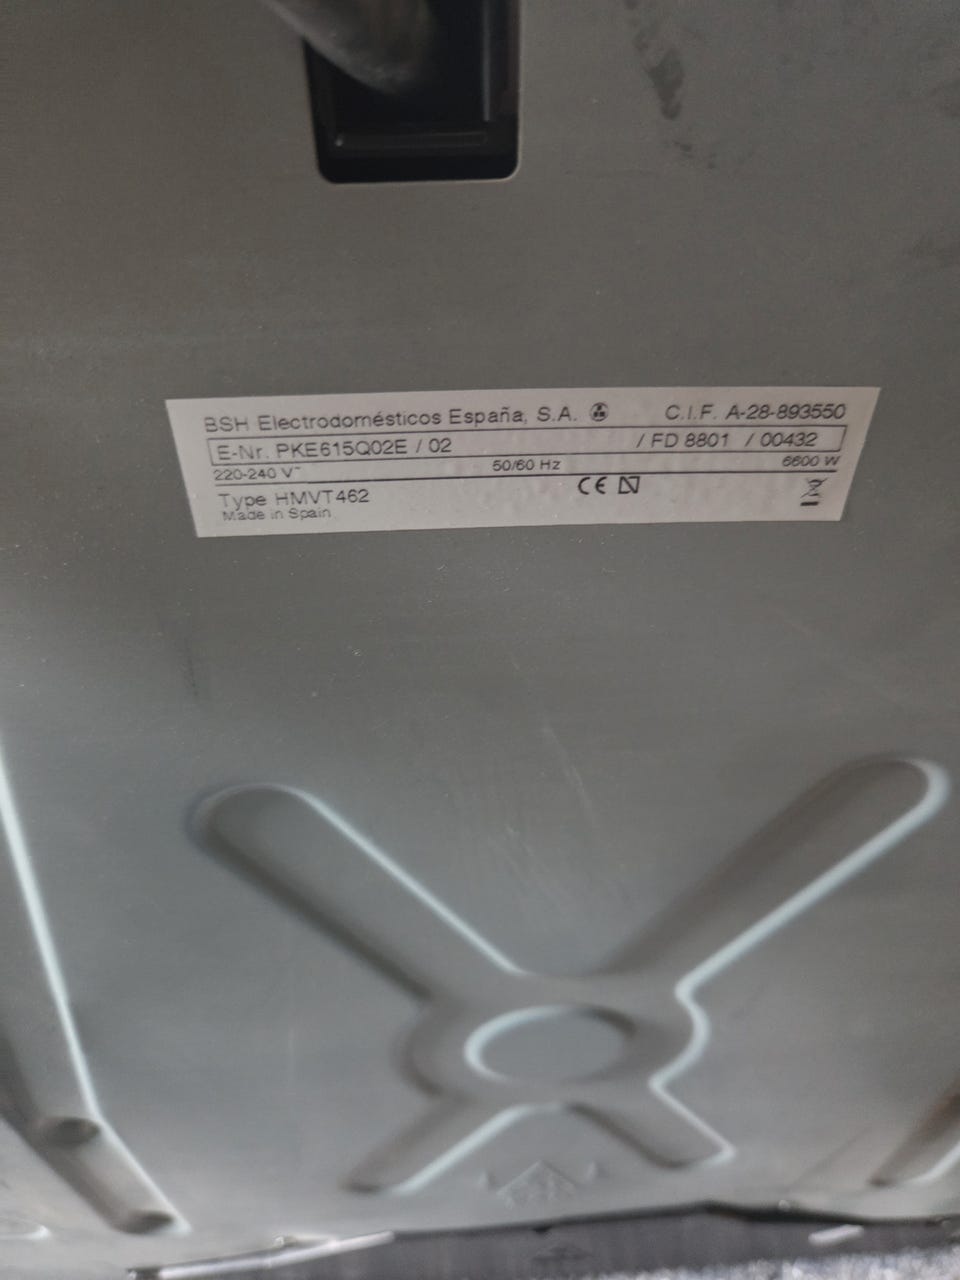 BSH Electrodomésticos España, S.A. C.I.F. A-28-893550
E-Nr. PKE615Q02E / 02 / FD 8801 / 00432
220-240 V~ 50/60 Hz 6600 W
Type HMVT462
Made in Spain